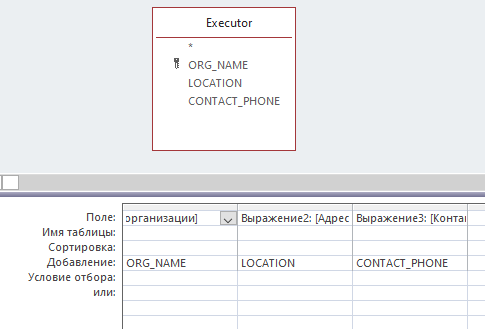 Executor
*
ORG_NAME
LOCATION
CONTACT_PHONE
Поле: организации] Выражение2: [Адрес Выражение3: [Конта
Имя таблицы:
Сортировка:
Добавление: ORG_NAME LOCATION CONTACT_PHONE
Условие отбора:
или: